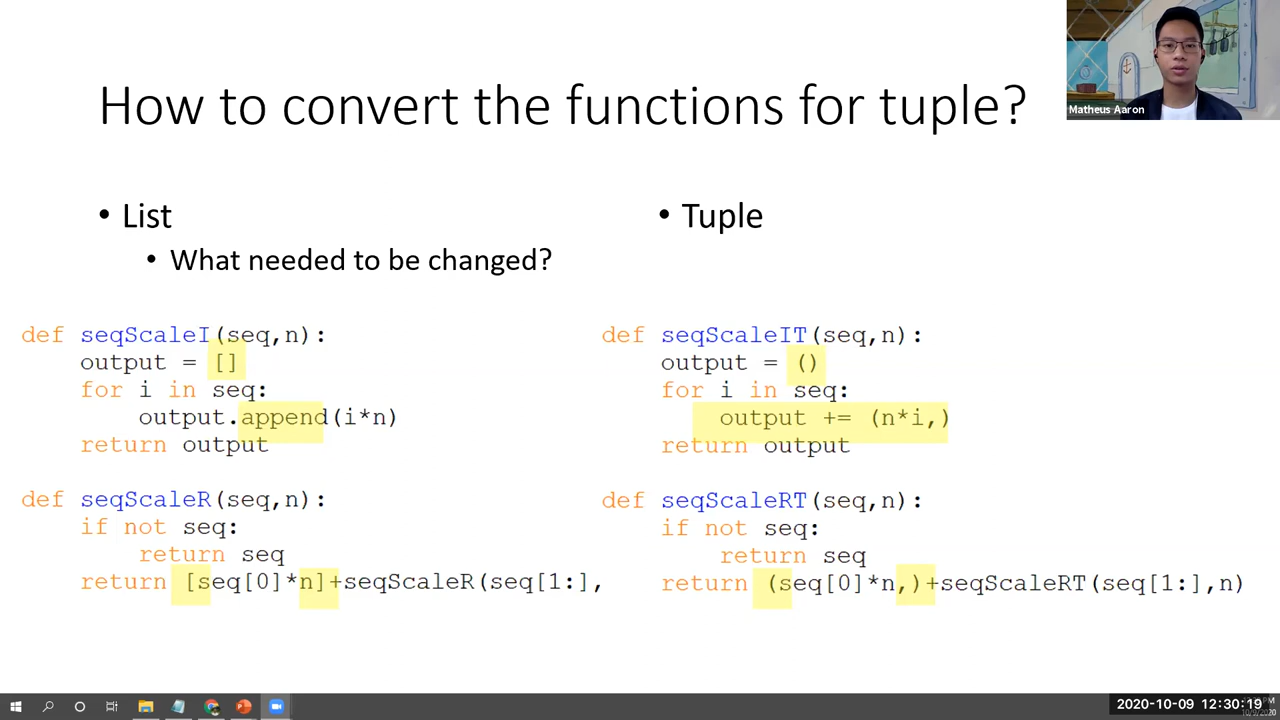 How to convert the functions for tuple?
Matheus Aaron
• List
• What needed to be changed?
def seqScaleI(seq,n):
output = []
for i in seq:
output.append(i*n)
return output
def seqScaleR(seq,n):
if not seq:
return seq
return [seq[0]*n]+seqScaleR(seq[1:],
• Tuple
def seqScaleIT(seq,n):
output = ()
for i in seq:
output += (n*i,)
return output
def seqScaleRT(seq,n):
if not seq:
return seq
return (seq[0]*n,)+seqScaleRT(seq[1:],n)
2020-10-09 12:30:19